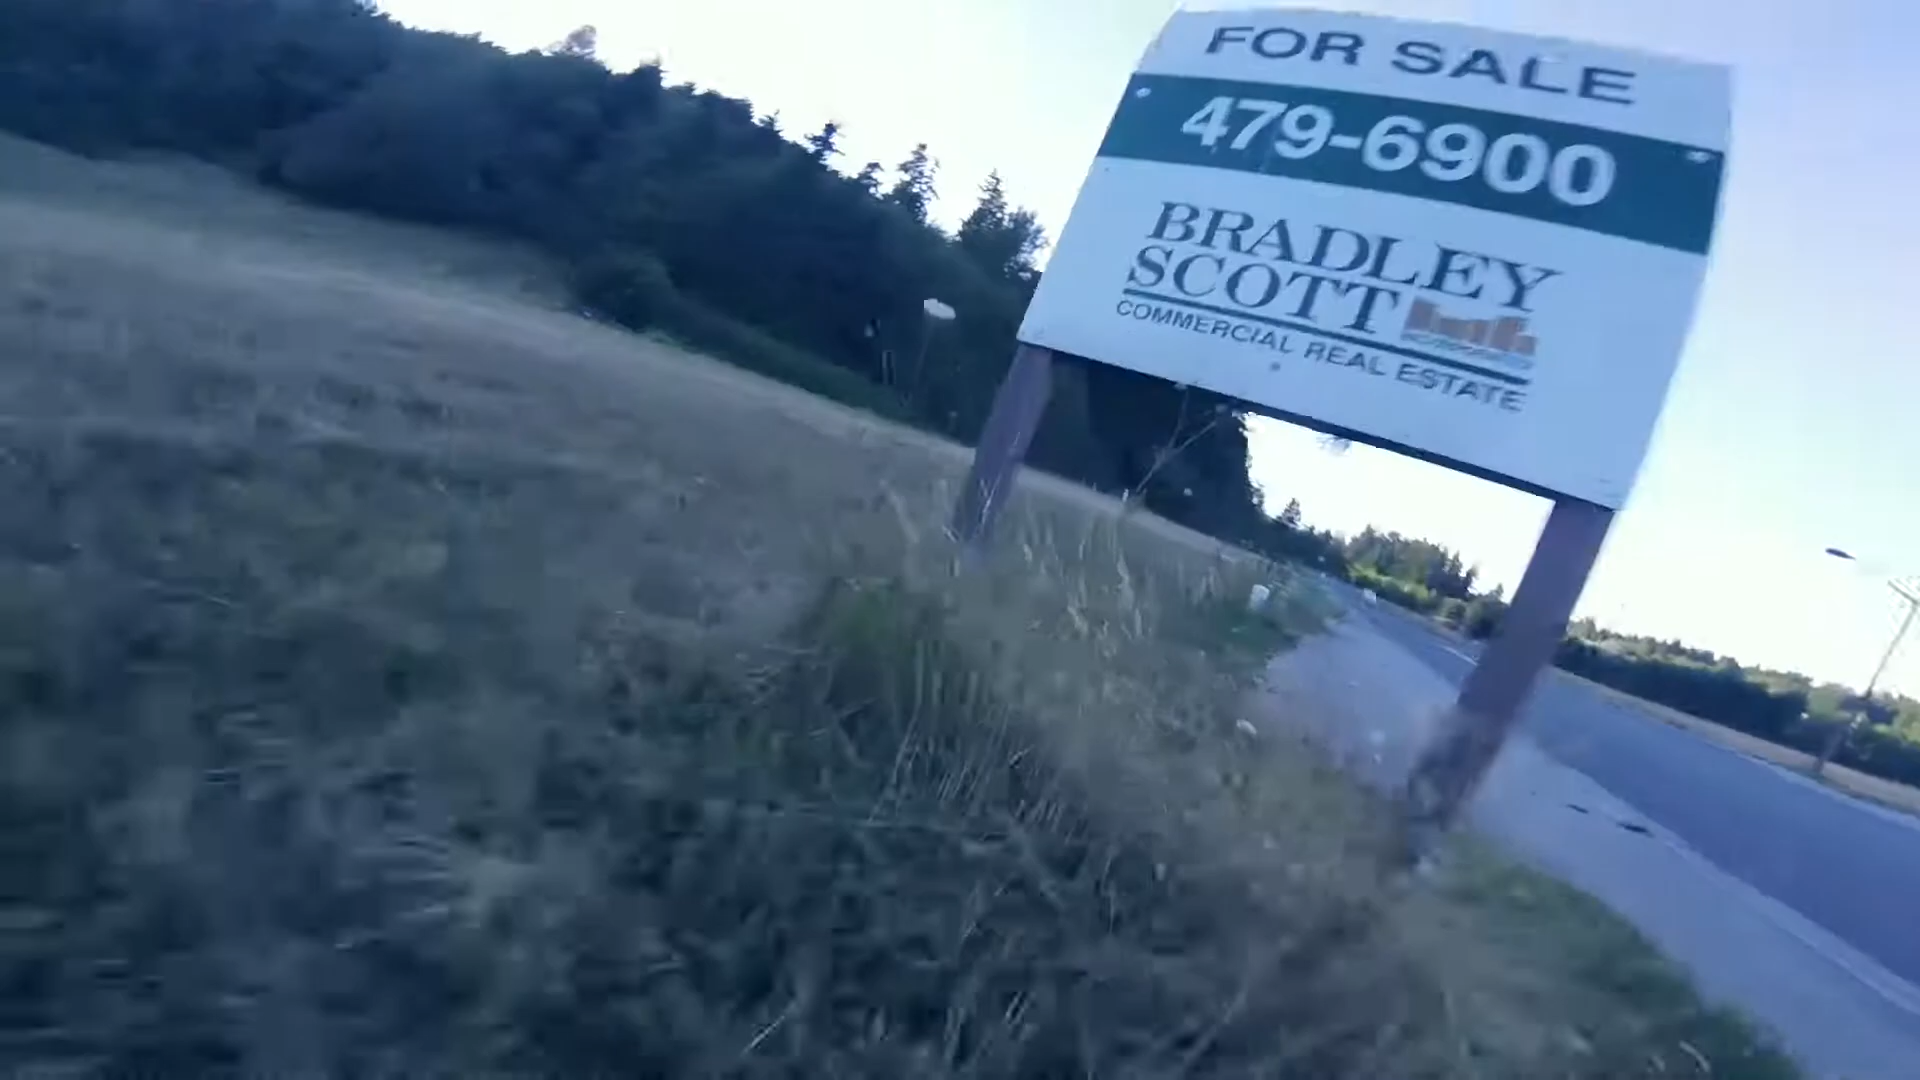 FOR SALE
479-6900
BRADLEY
SCOTT
COMMERCIAL REAL ESTATE